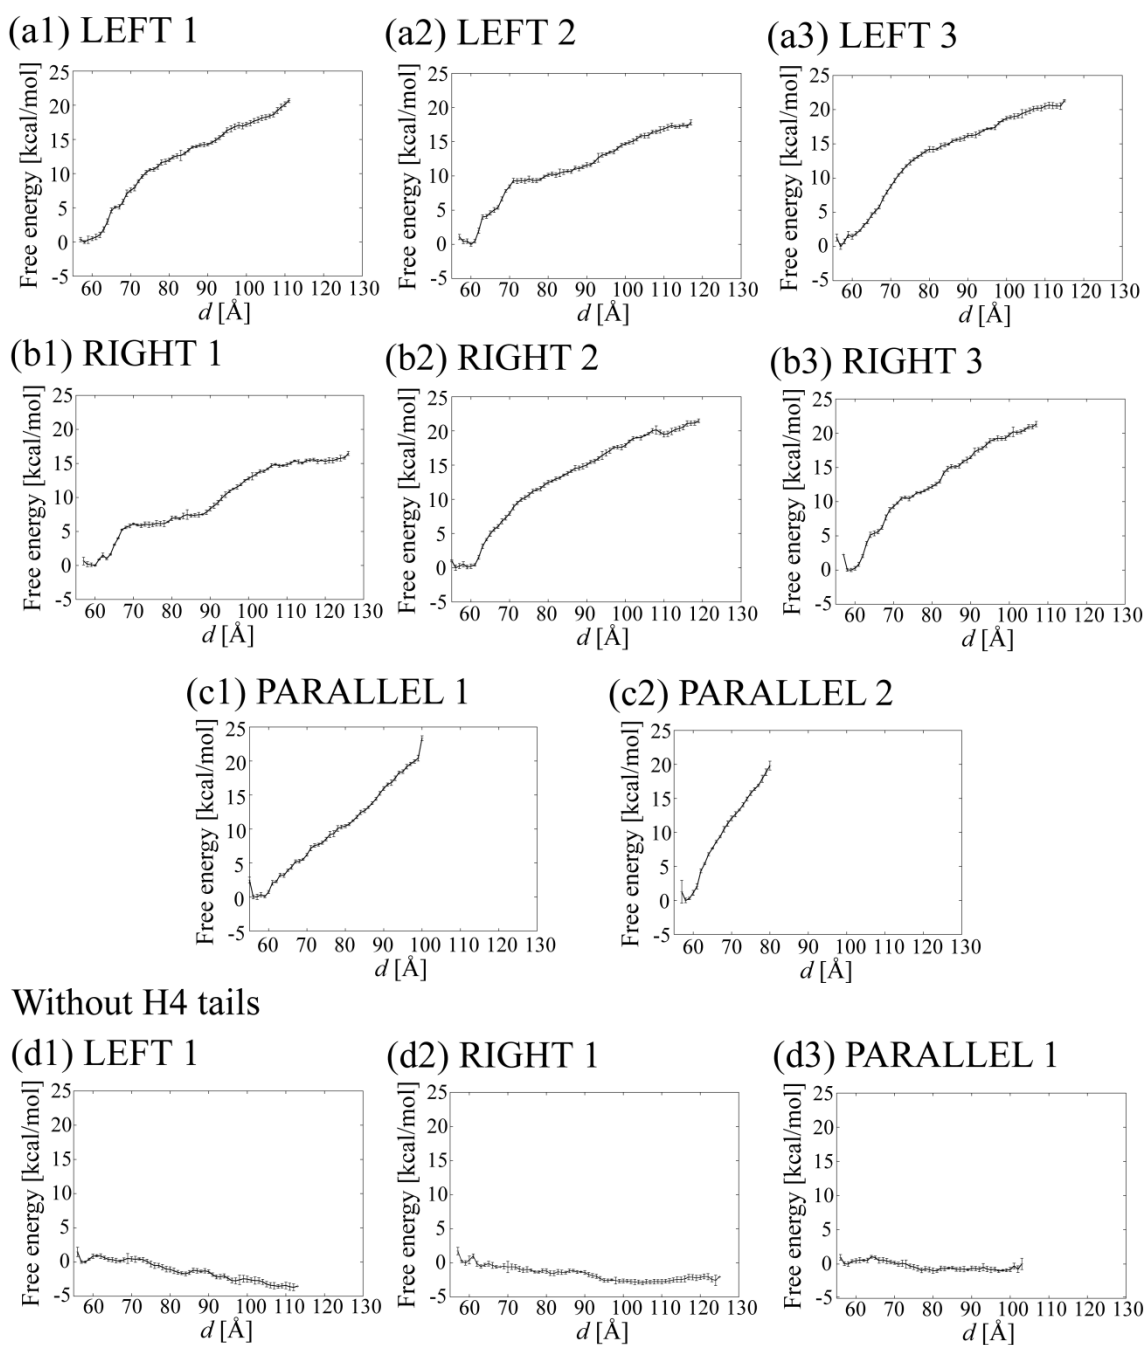 (a1) LEFT 1
(a2) LEFT 2
(a3) LEFT 3
Free energy [kcal/mol]
25
20
15
10
5
0
-5
60 70 80 90 100 110 120 130
d [Å]
Free energy [kcal/mol]
25
20
15
10
5
0
-5
60 70 80 90 100 110 120 130
d [Å]
Free energy [kcal/mol]
25
20
15
10
5
0
-5
60 70 80 90 100 110 120 130
d [Å]
(b1) RIGHT 1
(b2) RIGHT 2
(b3) RIGHT 3
Free energy [kcal/mol]
25
20
15
10
5
0
-5
60 70 80 90 100 110 120 130
d [Å]
Free energy [kcal/mol]
25
20
15
10
5
0
-5
60 70 80 90 100 110 120 130
d [Å]
Free energy [kcal/mol]
25
20
15
10
5
0
-5
60 70 80 90 100 110 120 130
d [Å]
(c1) PARALLEL 1
(c2) PARALLEL 2
Free energy [kcal/mol]
25
20
15
10
5
0
-5
60 70 80 90 100 110 120 130
d [Å]
Free energy [kcal/mol]
25
20
15
10
5
0
-5
60 70 80 90 100 110 120 130
d [Å]
Without H4 tails
(d1) LEFT 1
(d2) RIGHT 1
(d3) PARALLEL 1
Free energy [kcal/mol]
25
20
15
10
5
0
-5
60 70 80 90 100 110 120 130
d [Å]
Free energy [kcal/mol]
25
20
15
10
5
0
-5
60 70 80 90 100 110 120 130
d [Å]
Free energy [kcal/mol]
25
20
15
10
5
0
-5
60 70 80 90 100 110 120 130
d [Å]